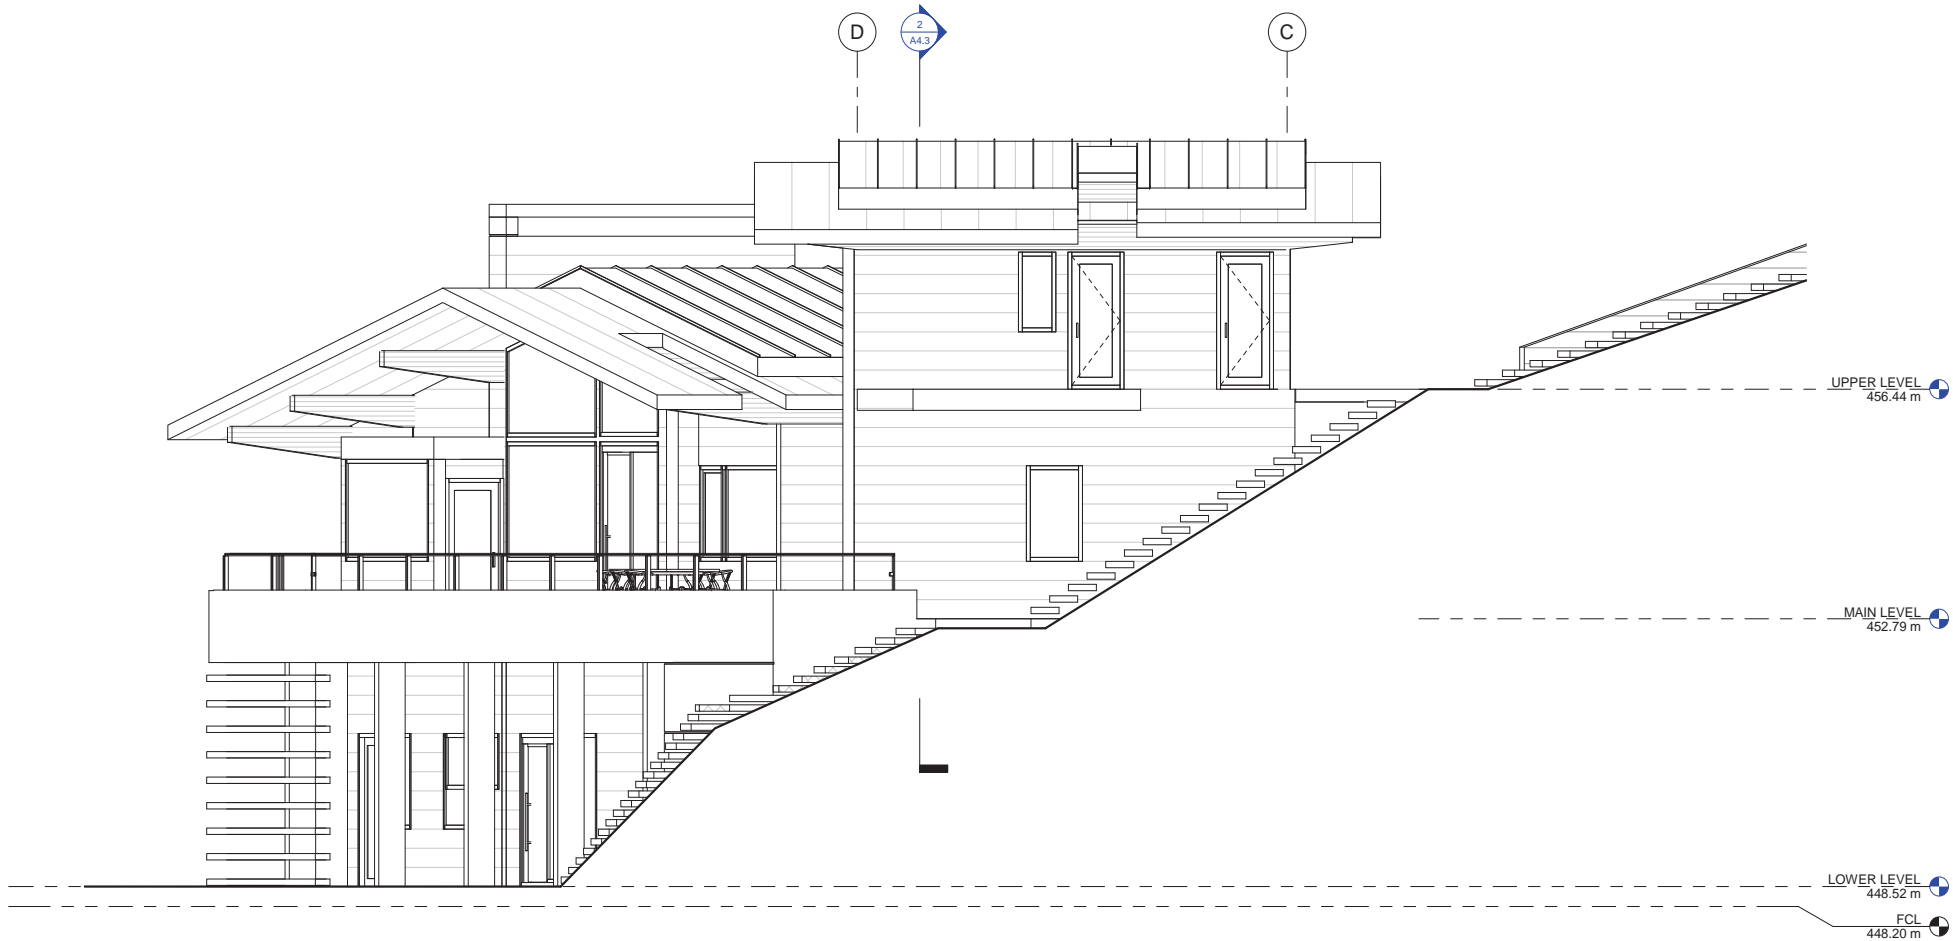 D
2
A4.3
C
UPPER LEVEL
456.44 m
MAIN LEVEL
452.79 m
LOWER LEVEL
448.52 m
FCL
448.20 m